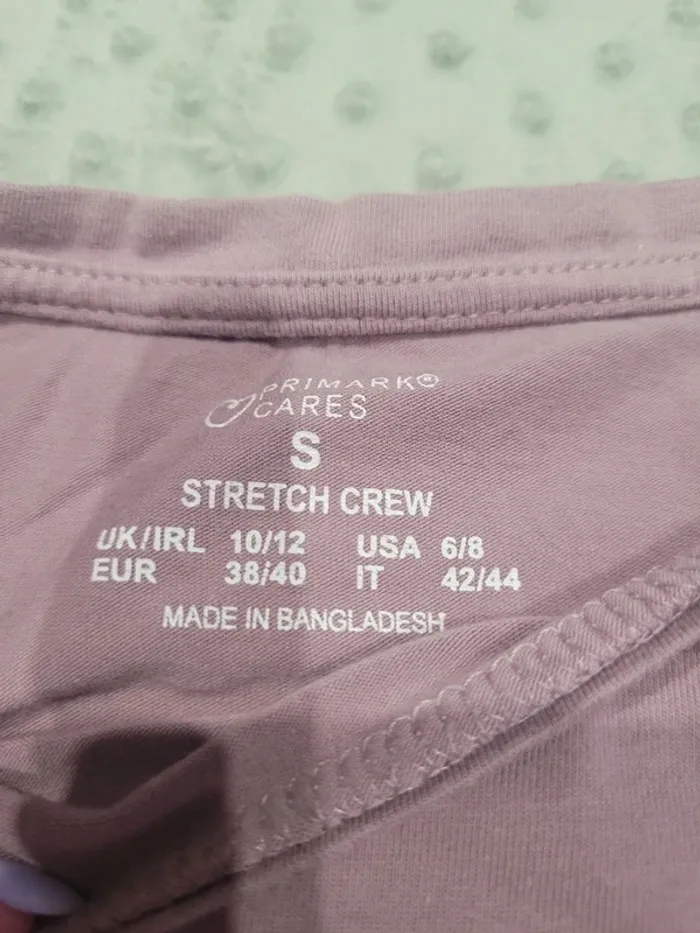 PRIMARK®
CARES
S
STRETCH CREW
UK/IRL 10/12 USA 6/8
EUR 38/40 IT 42/44
MADE IN BANGLADESH